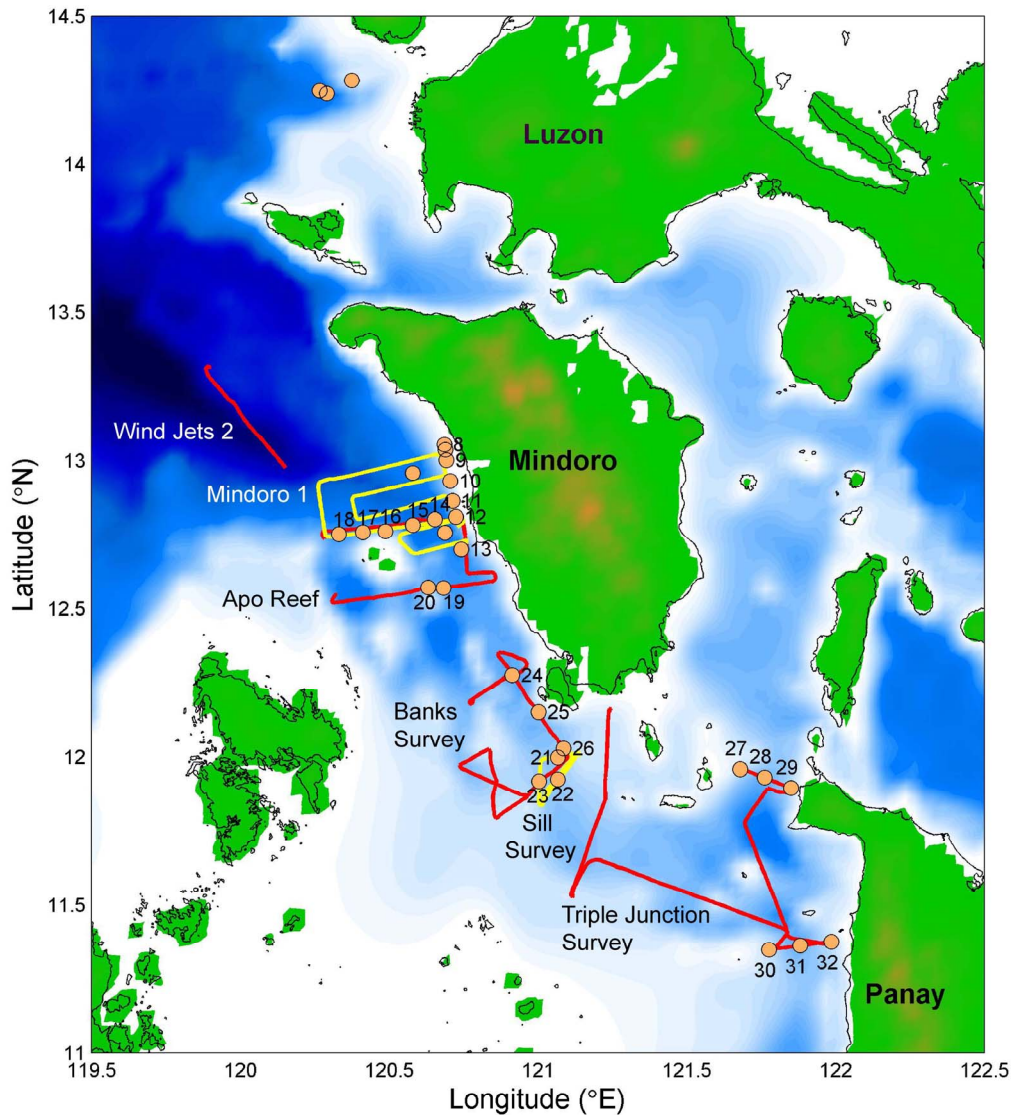 14.5
14
13.5
13
12.5
12
11.5
11
Latitude (°N)
Luzon
Wind Jets 2
Mindoro 1
Mindoro
8
9
10
11
12
13
14
15
16
17
18
Apo Reef
20
19
24
Banks
Survey
25
21
26
23
22
Sill
Survey
27
28
29
Triple Junction
Survey
30
31
32
Panay
119.5
120
120.5
121
121.5
122
122.5
Longitude (°E)